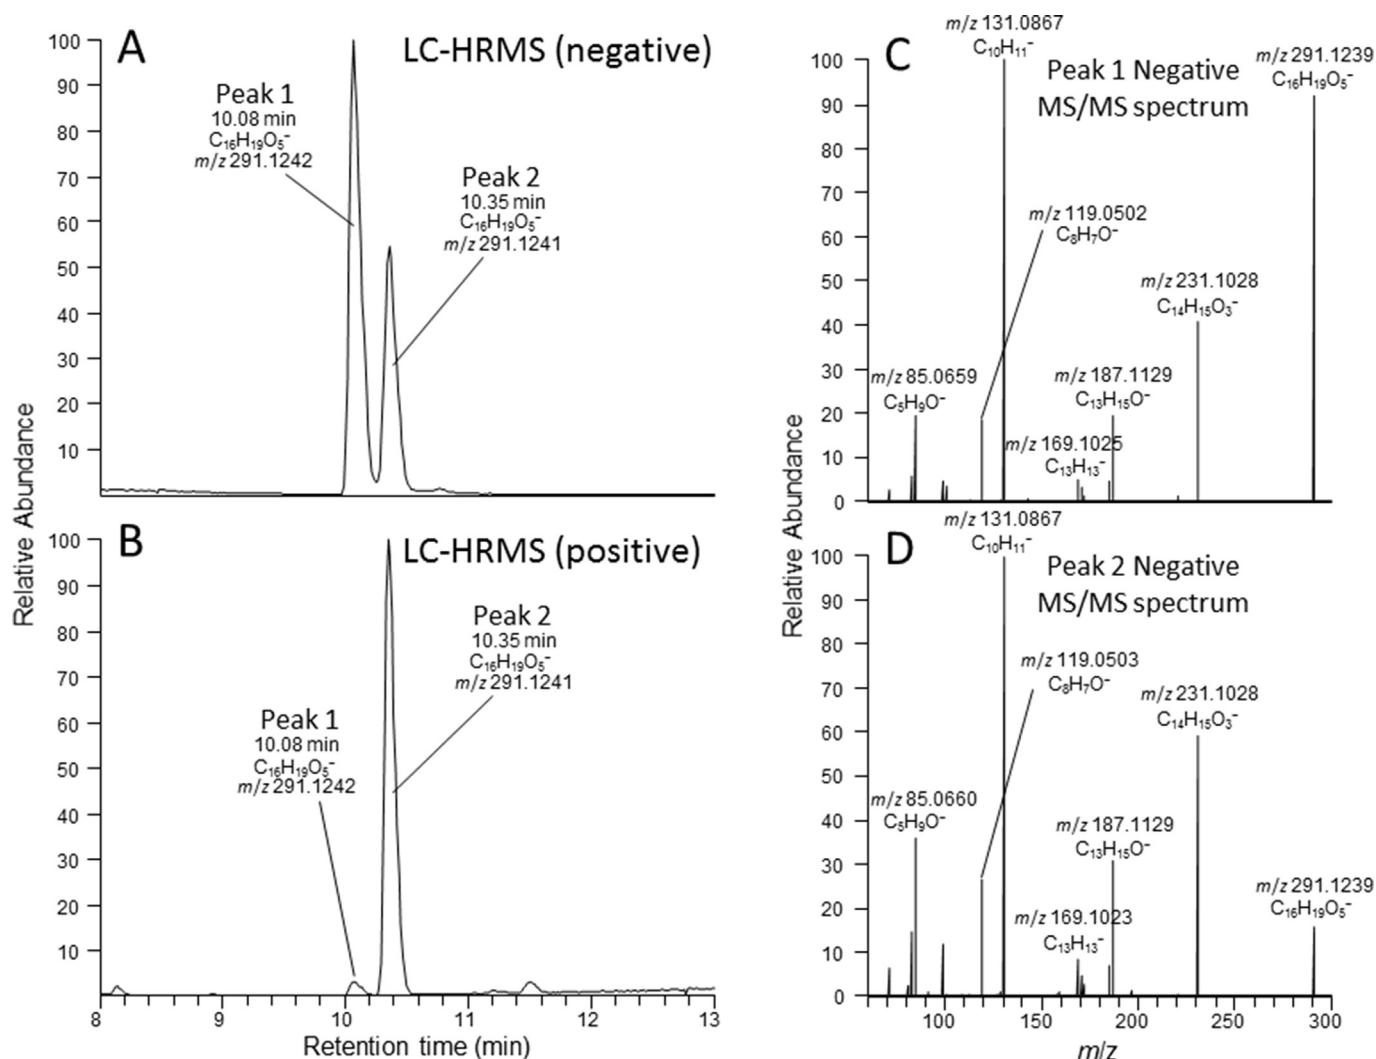 A
LC-HRMS (negative)
Peak 1
10.08 min
C₁₆H₁₉O₅⁻
m/z 291.1242
Peak 2
10.35 min
C₁₆H₁₉O₅⁻
m/z 291.1241
100
90
80
70
60
50
40
30
20
10
B
LC-HRMS (positive)
Peak 2
10.35 min
C₁₆H₁₉O₅⁻
m/z 291.1241
Peak 1
10.08 min
C₁₆H₁₉O₅⁻
m/z 291.1242
100
90
80
70
60
50
40
30
20
10
Relative Abundance
8 9 10 11 12 13
Retention time (min)
C
Peak 1 Negative
MS/MS spectrum
m/z 131.0867
C₁₀H₁₁⁻
m/z 291.1239
C₁₆H₁₉O₅⁻
m/z 119.0502
C₈H₇O⁻
m/z 231.1028
C₁₄H₁₅O₃⁻
m/z 85.0659
C₅H₉O⁻
m/z 187.1129
C₁₃H₁₅O⁻
m/z 169.1025
C₁₃H₁₃⁻
100
90
80
70
60
50
40
30
20
10
0
D
Peak 2 Negative
MS/MS spectrum
m/z 131.0867
C₁₀H₁₁⁻
m/z 119.0503
C₈H₇O⁻
m/z 231.1028
C₁₄H₁₅O₃⁻
m/z 85.0660
C₅H₉O⁻
m/z 187.1129
C₁₃H₁₅O⁻
m/z 291.1239
C₁₆H₁₉O₅⁻
m/z 169.1023
C₁₃H₁₃⁻
100
90
80
70
60
50
40
30
20
10
0
Relative Abundance
100 150 200 250 300
m/z